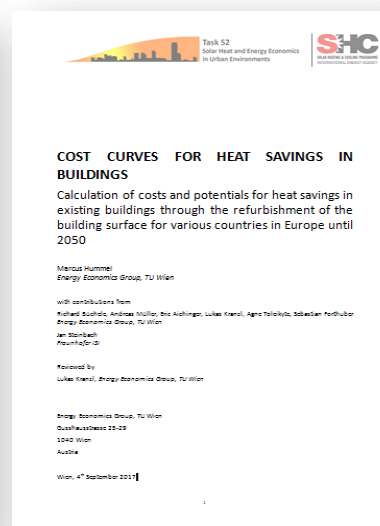 Task 52
Solar Heat and Energy Economics
in Urban Environments
SHC
SOLAR HEATING & COOLING PROGRAMME
INTERNATIONAL ENERGY AGENCY
COST CURVES FOR HEAT SAVINGS IN
BUILDINGS
Calculation of costs and potentials for heat savings in
existing buildings through the refurbishment of the
building surface for various countries in Europe until
2050
Marcus Hummel
Energy Economics Group, TU Wien
with contributions from
Richard Büchele, Andreas Müller, Eric Aichinger, Lukas Kranzl, Agne Toleikyte, Sebastian Forthuber
Energy Economics Group, TU Wien
Jan Steinbach
Fraunhofer ISI
Reviewed by
Lukas Kranzl, Energy Economics Group, TU Wien
Energy Economics Group, TU Wien
Gusshausstrasse 25-29
1040 Wien
Austria
Wien, 4th September 2017
1